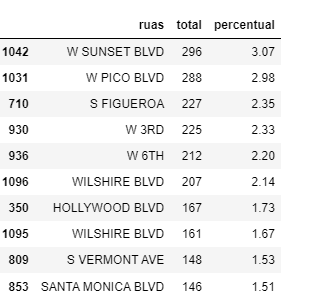 ruas total percentual
1042 W SUNSET BLVD 296 3.07
1031 W PICO BLVD 288 2.98
710 S FIGUEROA 227 2.35
930 W 3RD 225 2.33
936 W 6TH 212 2.20
1096 WILSHIRE BLVD 207 2.14
350 HOLLYWOOD BLVD 167 1.73
1095 WILSHIRE BLVD 161 1.67
809 S VERMONT AVE 148 1.53
853 SANTA MONICA BLVD 146 1.51